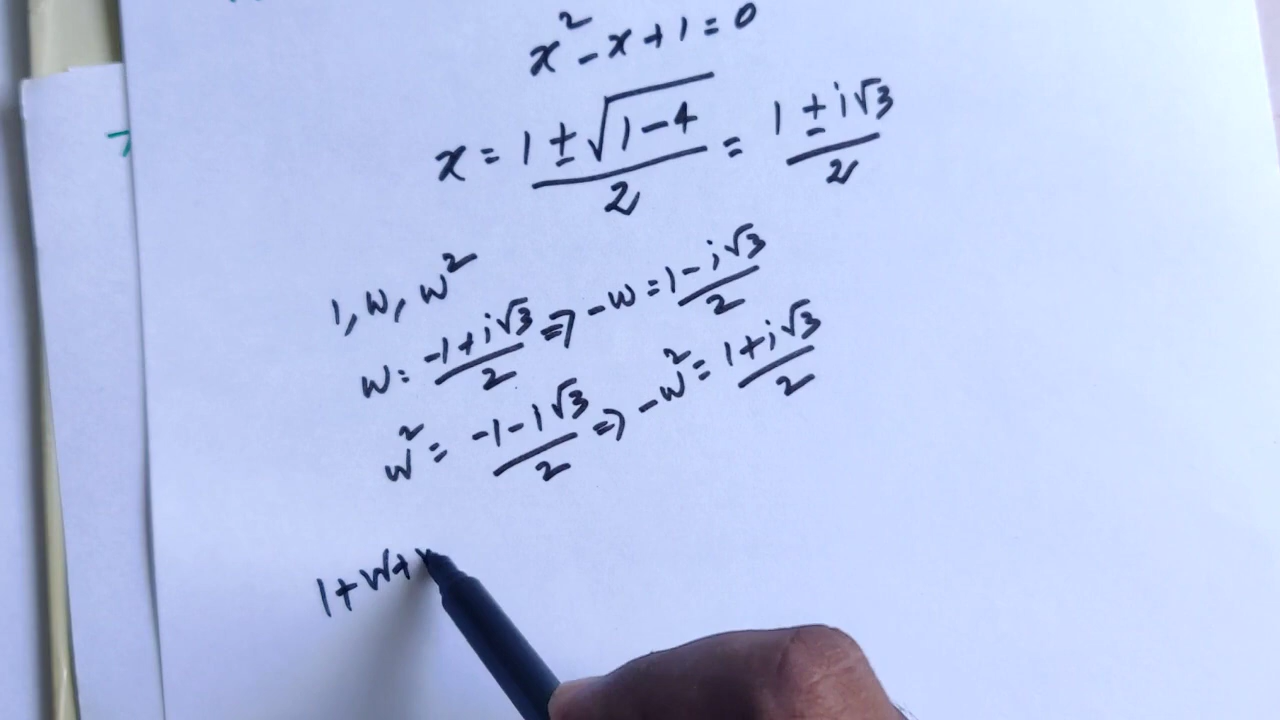 x² - x + 1 = 0
x = 1 ± √1-4 / 2 = 1 ± i√3 / 2
1, w, w²
w = -1 + i√3 / 2 ⇒ -w = 1 - i√3 / 2
w² = -1 - i√3 / 2 ⇒ -w² = 1 + i√3 / 2
1 + w +